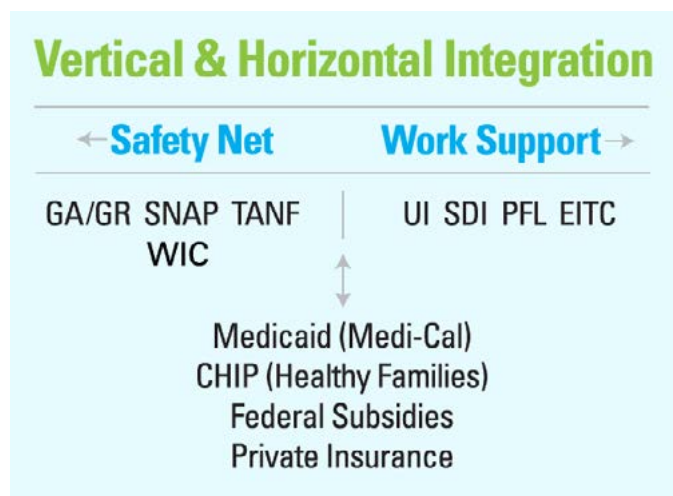 Vertical & Horizontal Integration
Safety Net
Work Support
GA/GR SNAP TANF
WIC
UI SDI PFL EITC
Medicaid (Medi-Cal)
CHIP (Healthy Families)
Federal Subsidies
Private Insurance